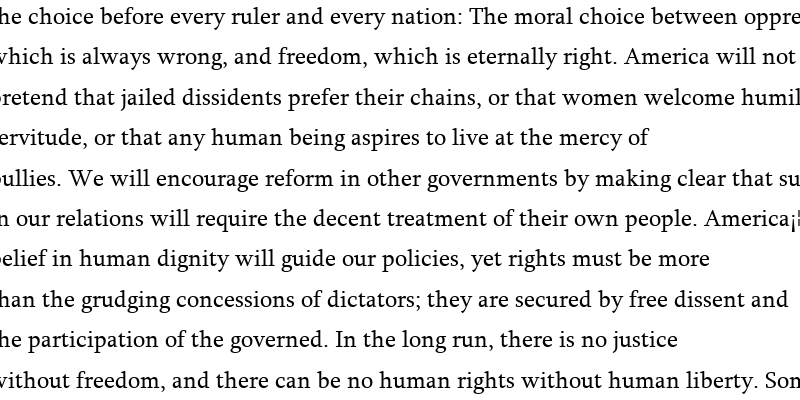 he choice before every ruler and every nation: The moral choice between oppre
which is always wrong, and freedom, which is eternally right. America will not
pretend that jailed dissidents prefer their chains, or that women welcome humil
ervitude, or that any human being aspires to live at the mercy of
bullies. We will encourage reform in other governments by making clear that su
n our relations will require the decent treatment of their own people. America¡
belief in human dignity will guide our policies, yet rights must be more
han the grudging concessions of dictators; they are secured by free dissent and
he participation of the governed. In the long run, there is no justice
without freedom, and there can be no human rights without human liberty. Som